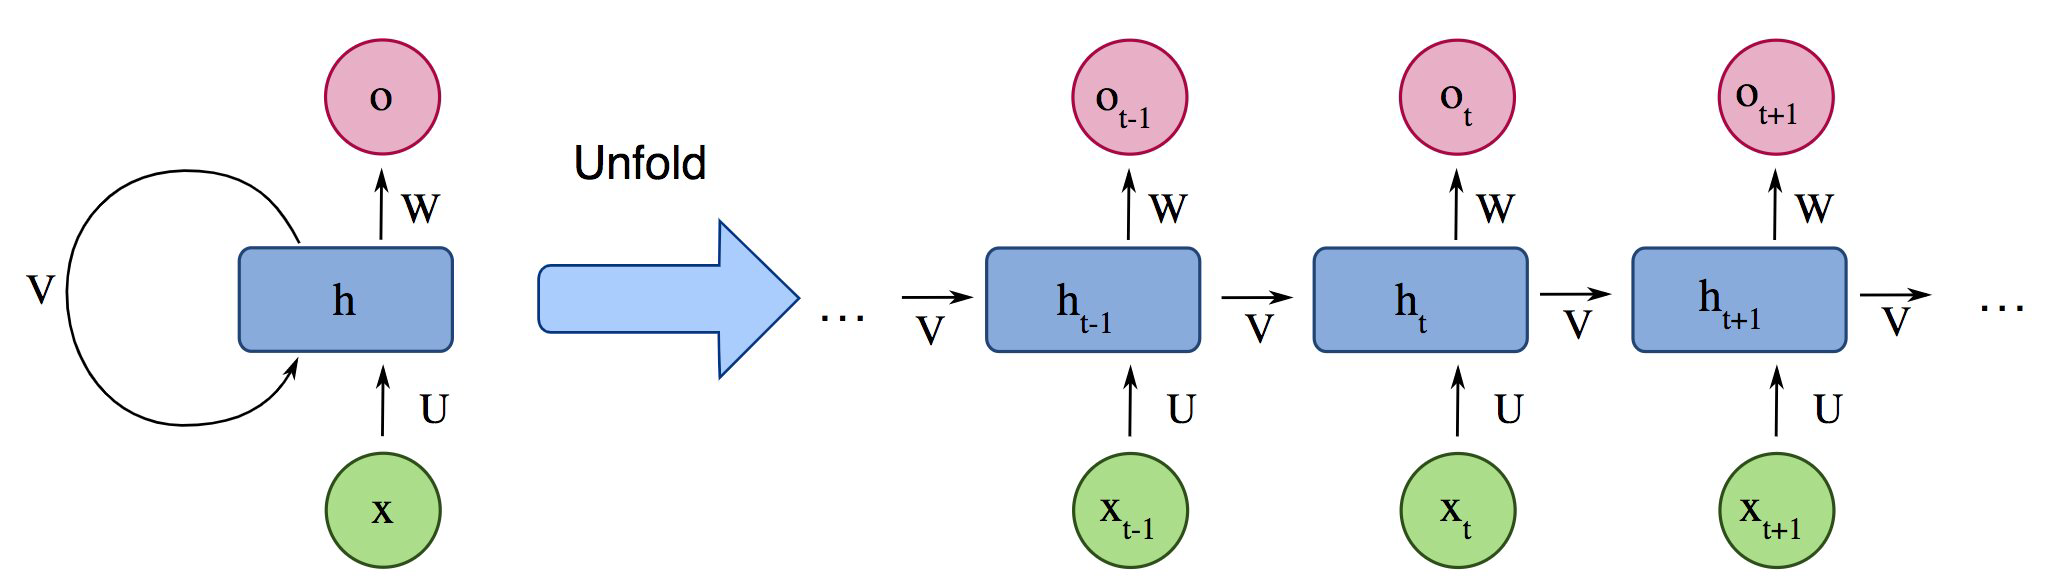 o
W
V
h
U
x
Unfold
...
V
o_{t-1}
W
h_{t-1}
V
U
x_{t-1}
o_t
W
h_t
V
U
x_t
o_{t+1}
W
h_{t+1}
V
U
x_{t+1}
...